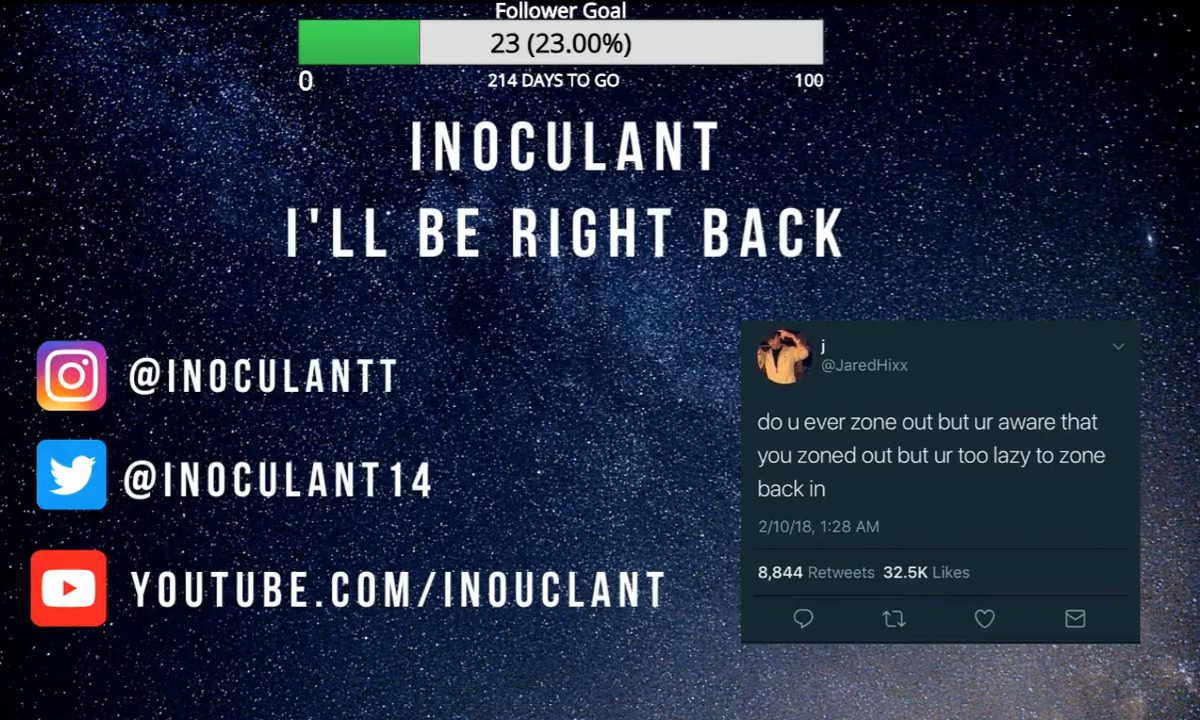 Follower Goal
23 (23.00%)
0 214 DAYS TO GO 100
INOCULANT
I'LL BE RIGHT BACK
@INOCULANTT
@INOCULANT14
YOUTUBE.COM/INOUCLANT
j
@JaredHixx
do u ever zone out but ur aware that
you zoned out but ur too lazy to zone
back in
2/10/18, 1:28 AM
8,844 Retweets 32.5K Likes